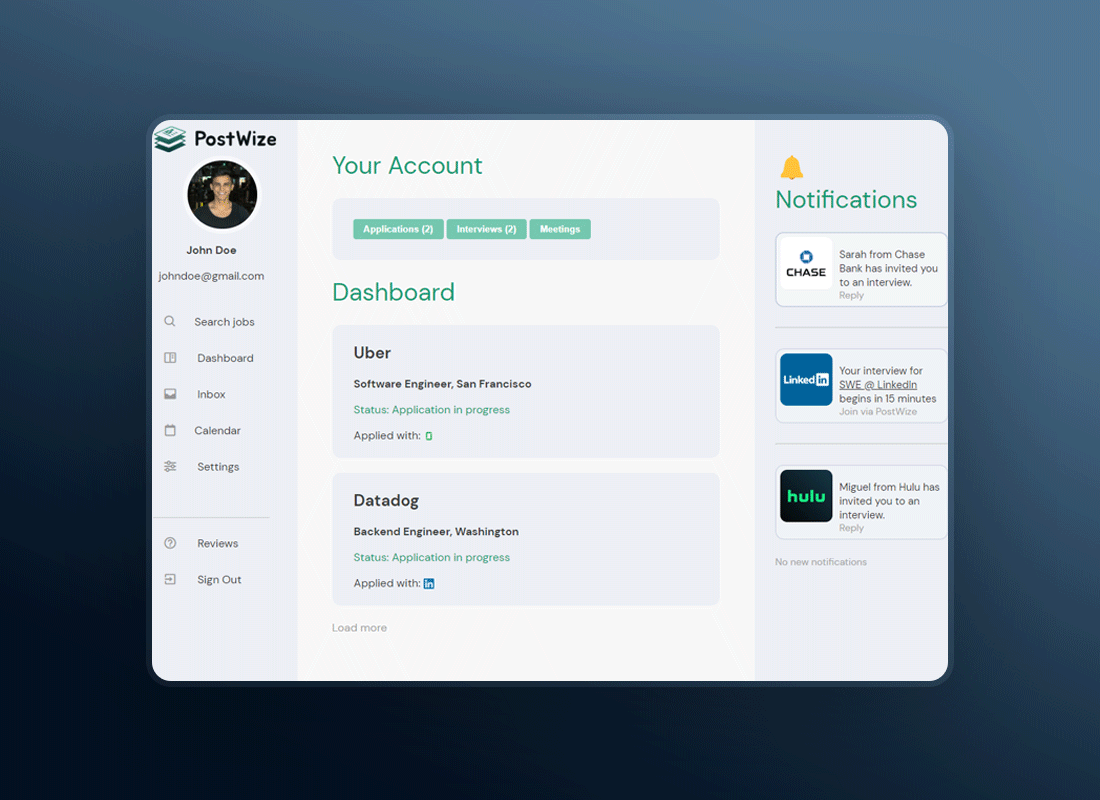 PostWize
John Doe
johndoe@gmail.com
Search jobs
Dashboard
Inbox
Calendar
Settings
Reviews
Sign Out
Your Account
Applications (2)
Interviews (2)
Meetings
Dashboard
Uber
Software Engineer, San Francisco
Status: Application in progress
Applied with:
Datadog
Backend Engineer, Washington
Status: Application in progress
Applied with: in
Load more
Notifications
CHASE
Sarah from Chase
Bank has invited you
to an interview.
Reply
Linked in
Your interview for
SWE @ LinkedIn
begins in 15 minutes
Join via PostWize
hulu
Miguel from Hulu has
invited you to an
interview.
Reply
No new notifications